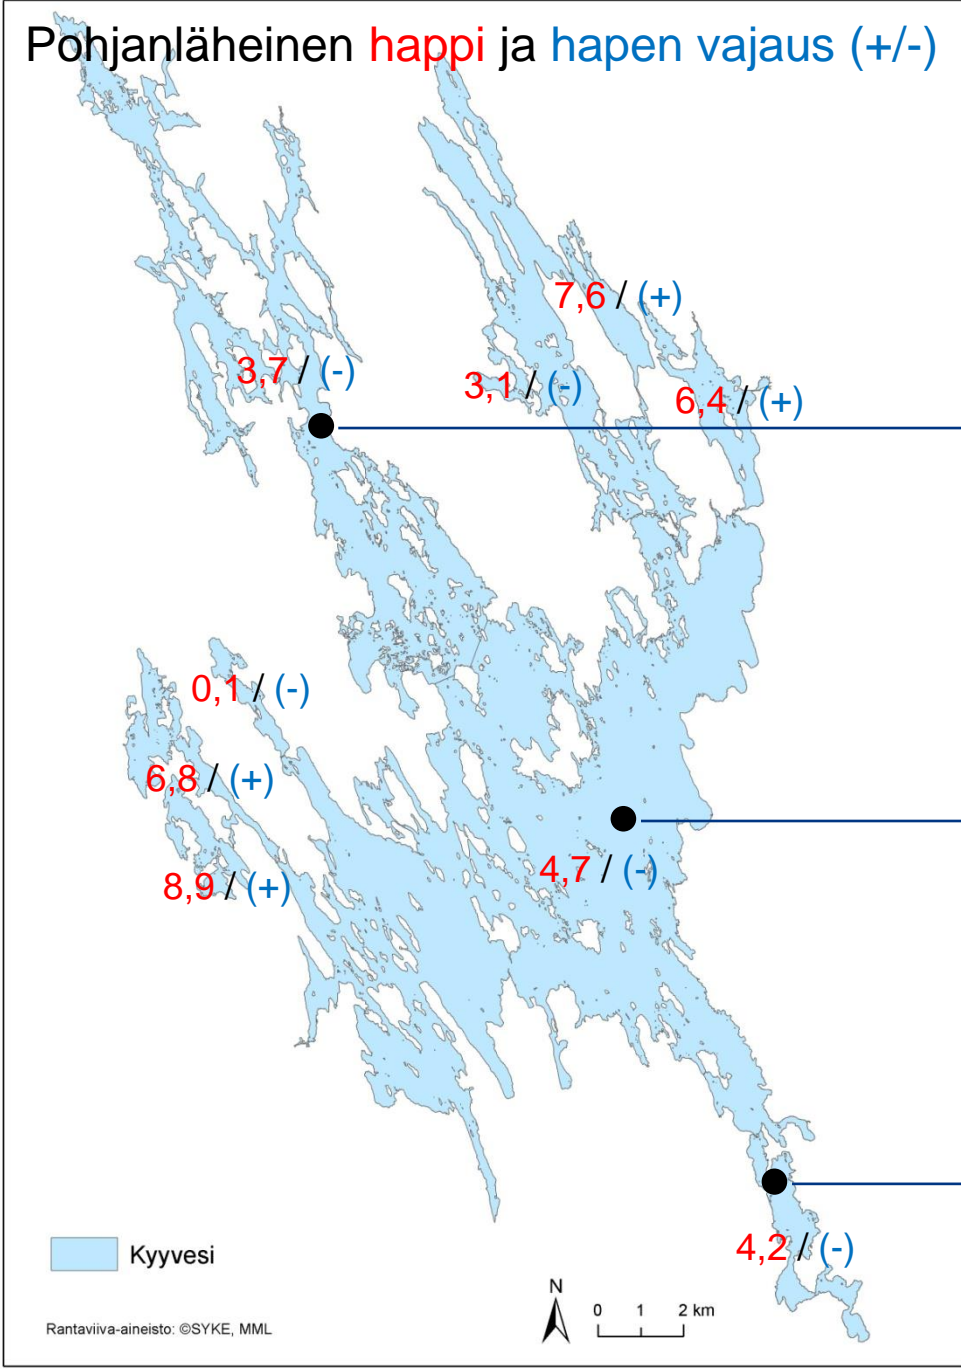 Pohjanläheinen happi ja hapen vajaus (+/-)
7,6 / (+)
3,7 / (-)
3,1 / (-)
6,4 / (+)
0,1 / (-)
6,8 / (+)
4,7 / (-)
8,9 / (+)
4,2 / (-)
Kyyvesi
N
0 1 2 km
Rantaviiva-aineisto: ©SYKE, MML